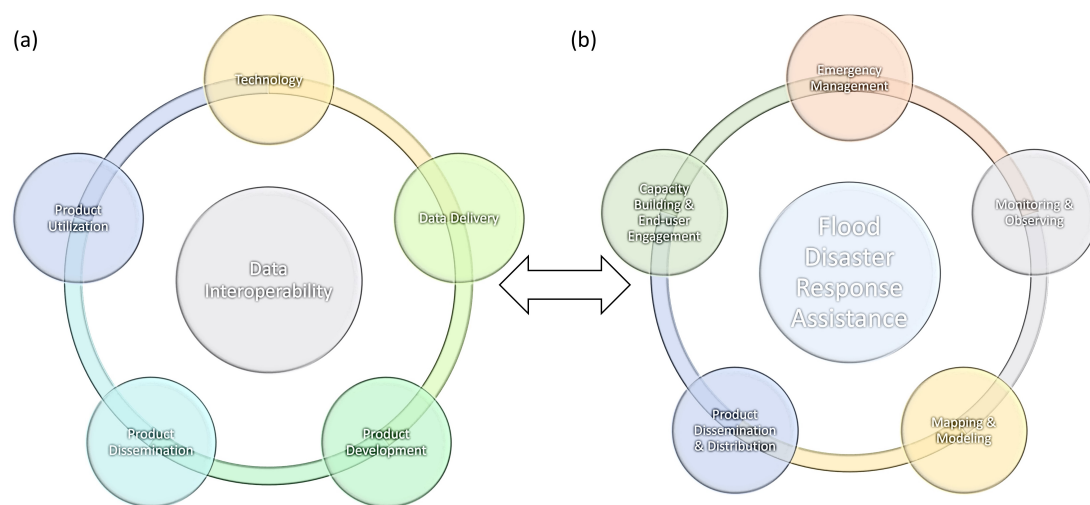 (a)
Technology
Data Delivery
Product
Development
Product
Dissemination
Product
Utilization
Data
Interoperability
(b)
Emergency
Management
Monitoring &
Observing
Mapping &
Modeling
Product
Dissemination
& Distribution
Capacity
Building &
End-user
Engagement
Flood
Disaster
Response
Assistance